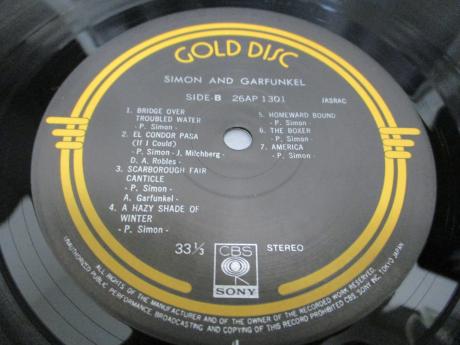 GOLD DISC
SIMON AND GARFUNKEL
SIDE-B 26AP 1301 JASRAC
1. BRIDGE OVER
TROUBLED WATER
- P. Simon -
2. EL CONDOR PASA
(If I Could)
- P. Simon - J. Milchberg -
D. A. Robles -
3. SCARBOROUGH FAIR
CANTICLE
- P. Simon -
A. Garfunkel -
4. A HAZY SHADE OF
WINTER
- P. Simon -
5. HOMEWARD BOUND
- P. Simon -
6. THE BOXER
- P. Simon -
7. AMERICA
- P. Simon -
33 1/3
CBS
SONY
STEREO
ALL RIGHTS OF THE MANUFACTURER AND OF THE OWNER OF THE RECORDED WORK RESERVED.
UNAUTHORIZED PUBLIC PERFORMANCE, BROADCASTING AND COPYING OF THIS RECORD PROHIBITED CBS/SONY INC. TOKYO JAPAN